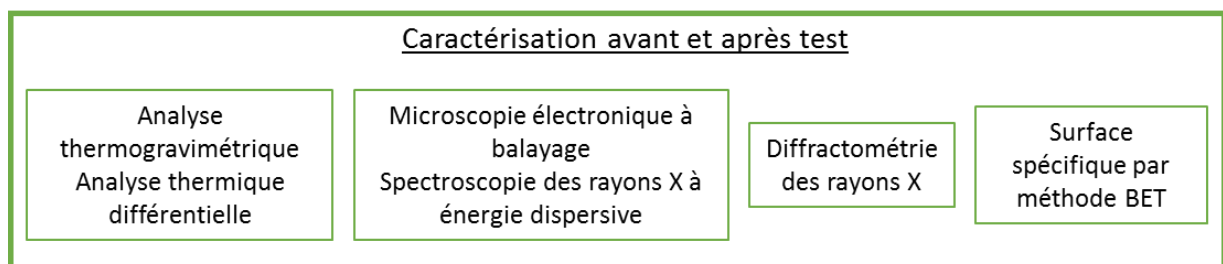 Caractérisation avant et après test
Analyse
thermogravimétrique
Analyse thermique
différentielle
Microscopie électronique à
balayage
Spectroscopie des rayons X à
énergie dispersive
Diffractométrie
des rayons X
Surface
spécifique par
méthode BET